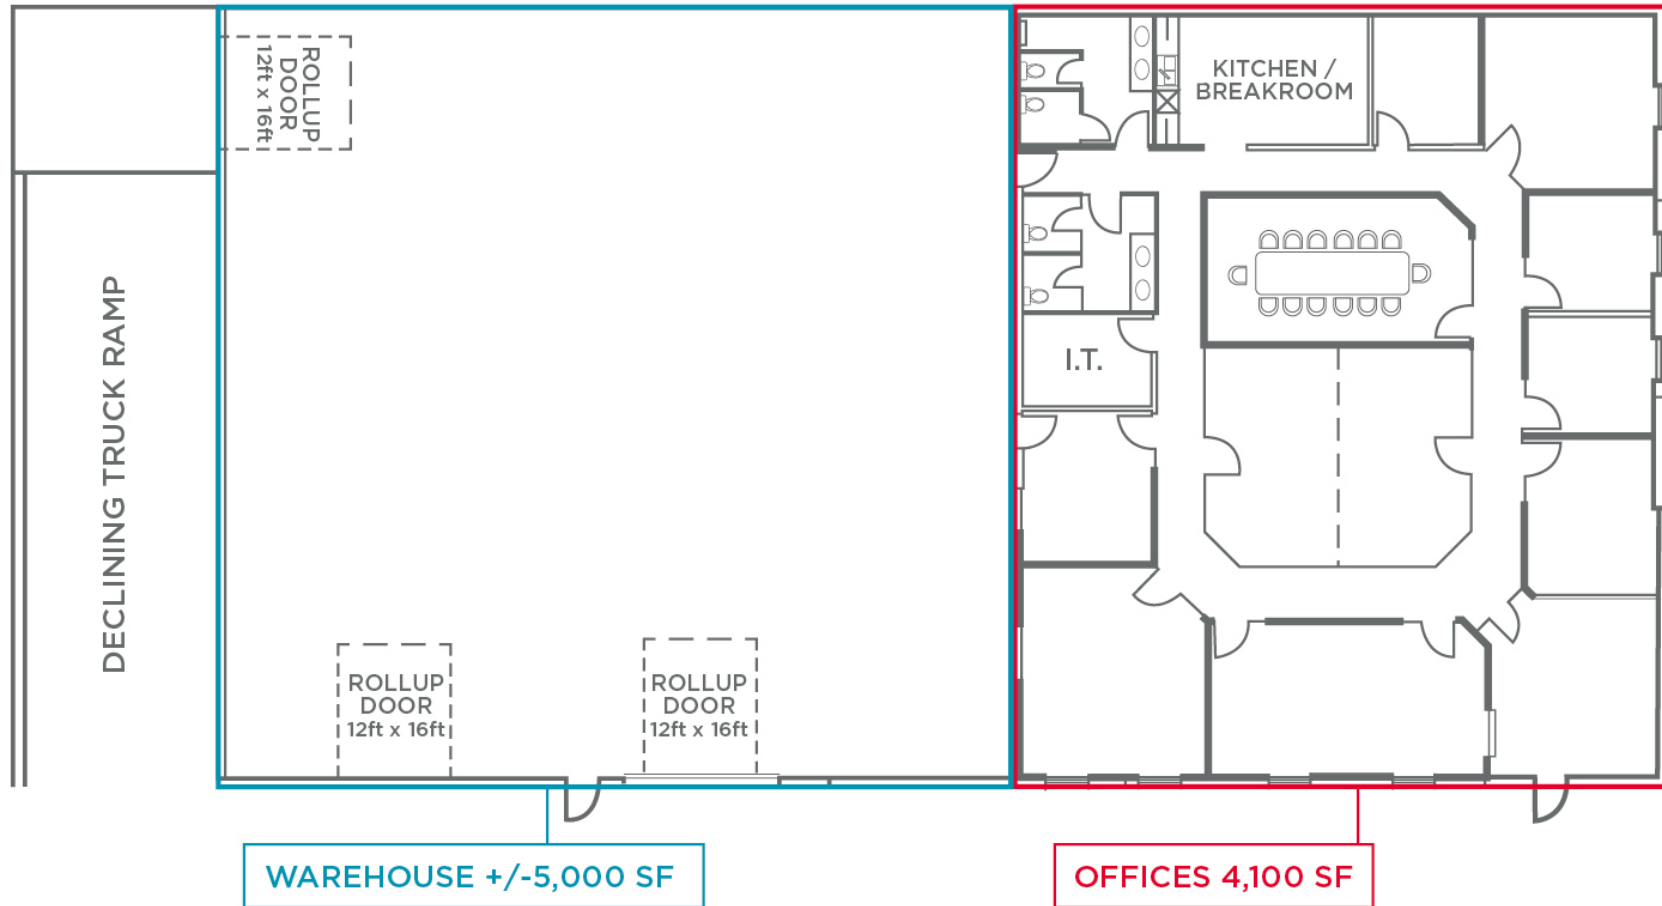 ROLLUP
DOOR
12ft x 16ft
KITCHEN /
BREAKROOM
I.T.
DECLINING TRUCK RAMP
ROLLUP
DOOR
12ft x 16ft
ROLLUP
DOOR
12ft x 16ft
WAREHOUSE +/-5,000 SF
OFFICES 4,100 SF